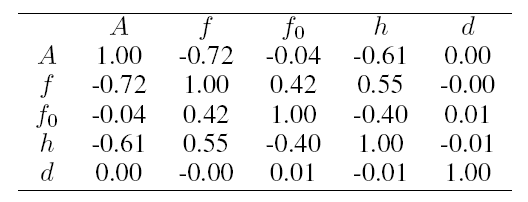 A f f0 h d
A 1.00 -0.72 -0.04 -0.61 0.00
f -0.72 1.00 0.42 0.55 -0.00
f0 -0.04 0.42 1.00 -0.40 0.01
h -0.61 0.55 -0.40 1.00 -0.01
d 0.00 -0.00 0.01 -0.01 1.00